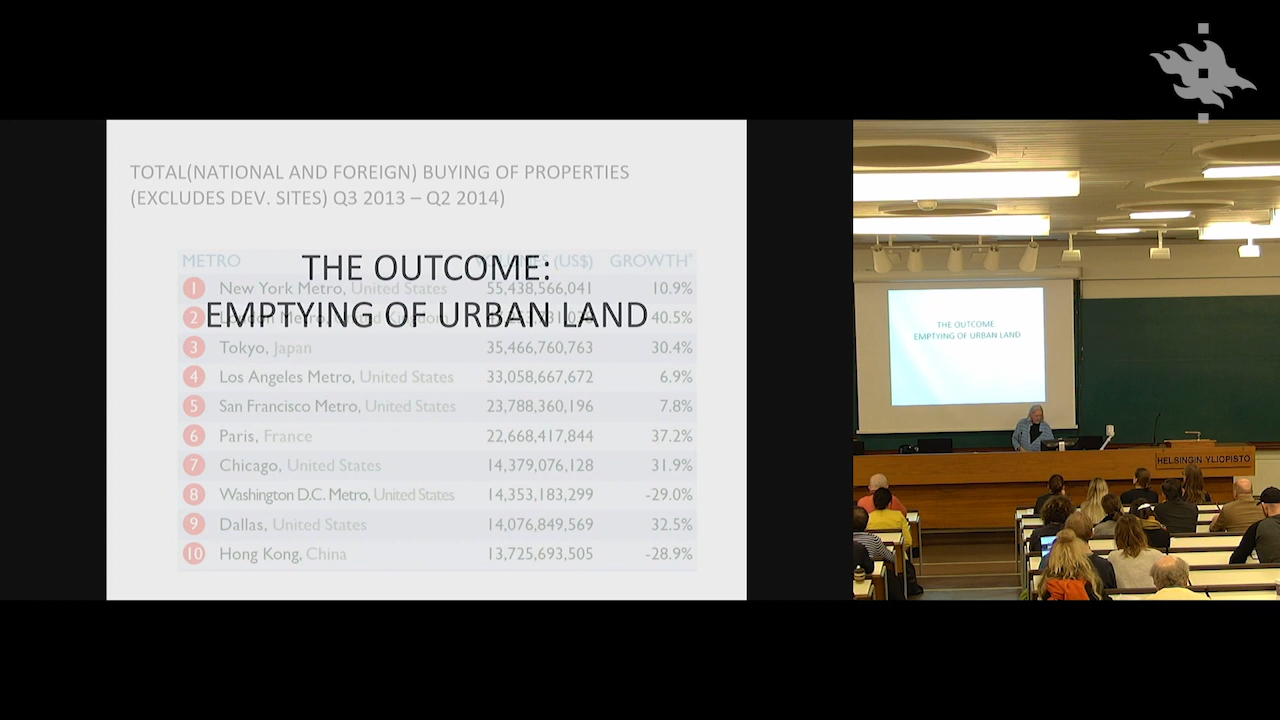 TOTAL(NATIONAL AND FOREIGN) BUYING OF PROPERTIES
(EXCLUDES DEV. SITES) Q3 2013 – Q2 2014)
THE OUTCOME:
EMPTYING OF URBAN LAND
METRO (US$) GROWTH*
1 New York Metro, United States 55,438,566,041 10.9%
2 London Metro, United Kingdom 40.5%
3 Tokyo, Japan 35,466,760,763 30.4%
4 Los Angeles Metro, United States 33,058,667,672 6.9%
5 San Francisco Metro, United States 23,788,360,196 7.8%
6 Paris, France 22,668,417,844 37.2%
7 Chicago, United States 14,379,076,128 31.9%
8 Washington D.C. Metro, United States 14,353,183,299 -29.0%
9 Dallas, United States 14,076,849,569 32.5%
10 Hong Kong, China 13,725,693,505 -28.9%
THE OUTCOME:
EMPTYING OF URBAN LAND
HELSINGIN YLIOPISTO